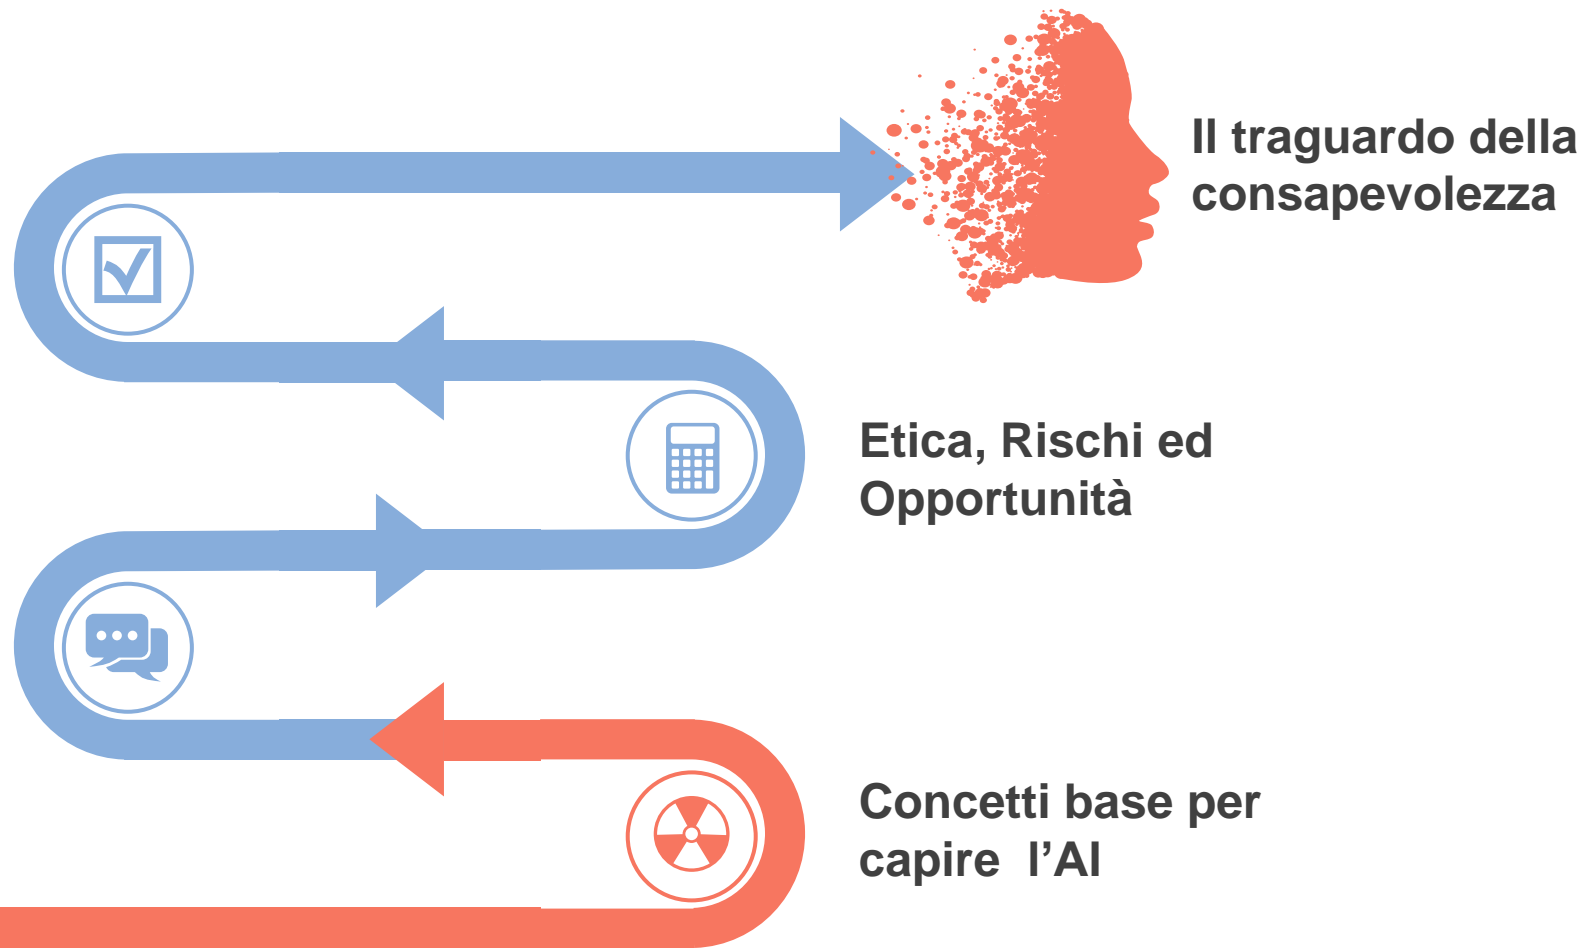 Il traguardo della
consapevolezza
Etica, Rischi ed
Opportunità
Concetti base per
capire  l’AI